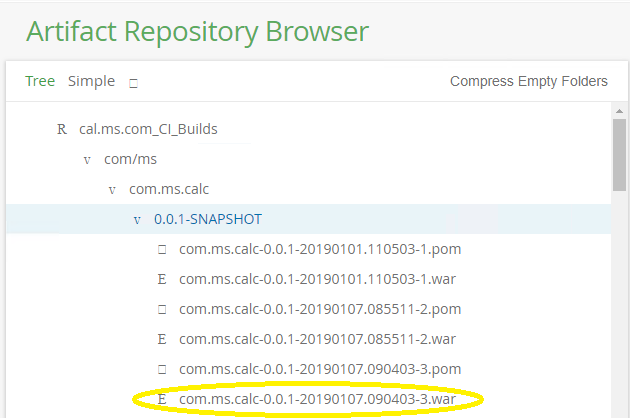 Artifact Repository Browser
Tree Simple □ Compress Empty Folders
R cal.ms.com_CI_Builds
v com/ms
v com.ms.calc
v 0.0.1-SNAPSHOT
□ com.ms.calc-0.0.1-20190101.110503-1.pom
E com.ms.calc-0.0.1-20190101.110503-1.war
□ com.ms.calc-0.0.1-20190107.085511-2.pom
E com.ms.calc-0.0.1-20190107.085511-2.war
□ com.ms.calc-0.0.1-20190107.090403-3.pom
E com.ms.calc-0.0.1-20190107.090403-3.war